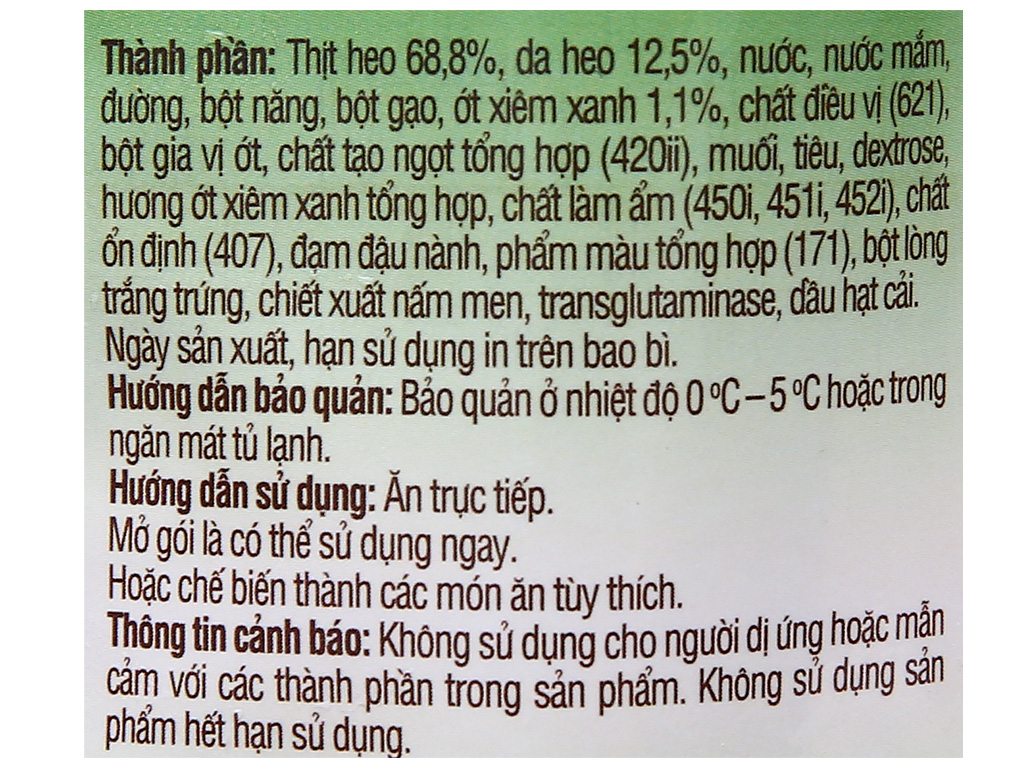 Thành phần: Thịt heo 68,8%, da heo 12,5%, nước, nước mắm,
đường, bột năng, bột gạo, ớt xiêm xanh 1,1%, chất điều vị (621),
bột gia vị ớt, chất tạo ngọt tổng hợp (420ii), muối, tiêu, dextrose,
hương ớt xiêm xanh tổng hợp, chất làm ẩm (450i, 451i, 452i), chất
ổn định (407), đạm đậu nành, phẩm màu tổng hợp (171), bột lòng
trắng trứng, chiết xuất nấm men, transglutaminase, dầu hạt cải.
Ngày sản xuất, hạn sử dụng in trên bao bì.
Hướng dẫn bảo quản: Bảo quản ở nhiệt độ 0 ºC – 5 ºC hoặc trong
ngăn mát tủ lạnh.
Hướng dẫn sử dụng: Ăn trực tiếp.
Mở gói là có thể sử dụng ngay.
Hoặc chế biến thành các món ăn tùy thích.
Thông tin cảnh báo: Không sử dụng cho người dị ứng hoặc mẫn
cảm với các thành phần trong sản phẩm. Không sử dụng sản
phẩm hết hạn sử dụng.